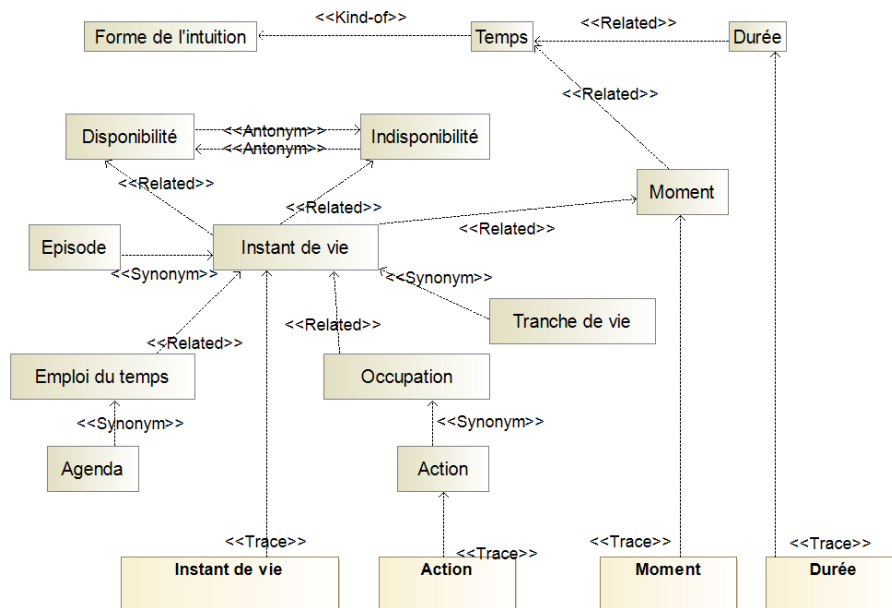 <<Kind-of>>
<<Related>>
Forme de l'intuition
Temps
Durée
<<Related>>
Disponibilité
<<Antonym>>
<<Antonym>>
Indisponibilité
<<Related>>
<<Related>>
Moment
Episode
Instant de vie
<<Related>>
<<Synonym>>
<<Synonym>>
Tranche de vie
<<Related>>
<<Related>>
Emploi du temps
Occupation
<<Synonym>>
<<Synonym>>
Agenda
Action
<<Trace>>
<<Trace>>
<<Trace>>
<<Trace>>
Instant de vie
Action
Moment
Durée